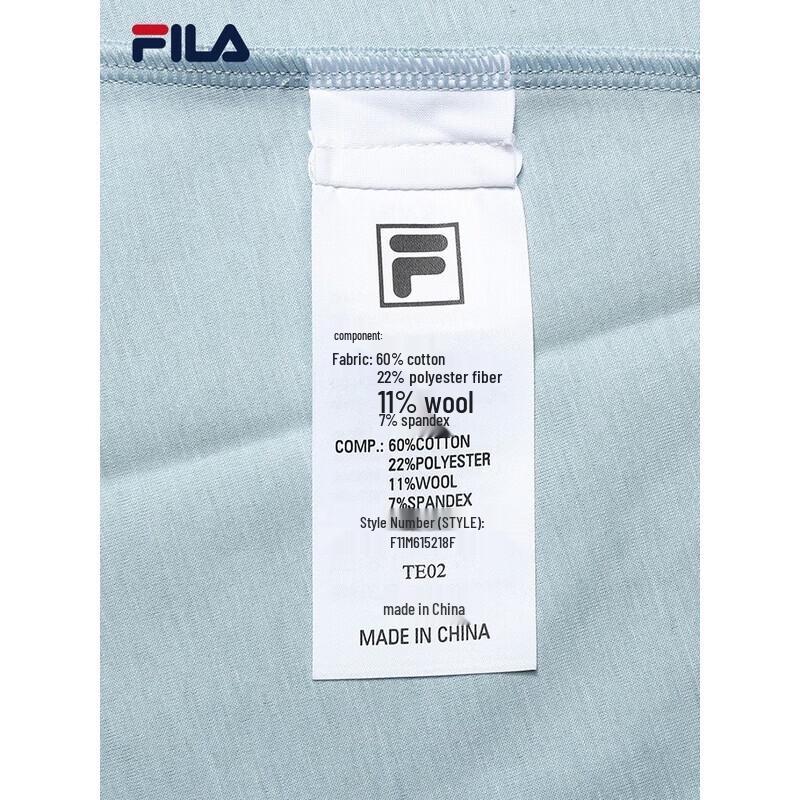 FILA
F
component:
Fabric: 60% cotton
22% polyester fiber
11% wool
7% spandex
COMP.: 60%COTTON
22%POLYESTER
11%WOOL
7%SPANDEX
Style Number (STYLE):
F11M615218F
TE02
made in China
MADE IN CHINA